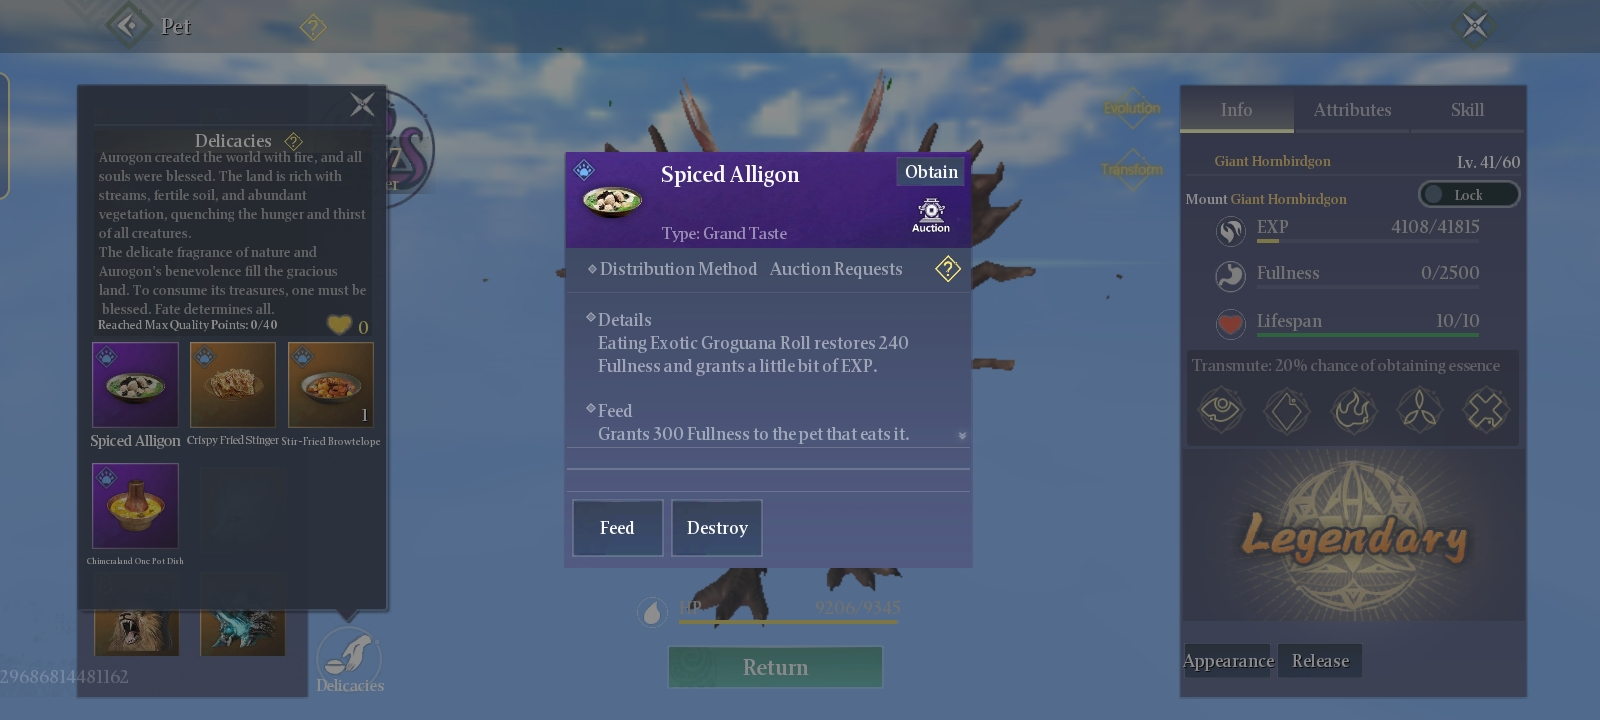 Pet
Delicacies
Aurogon created the world with fire, and all
souls were blessed. The land is rich with
streams, fertile soil, and abundant
vegetation, quenching the hunger and thirst
of all creatures.
The delicate fragrance of nature and
Aurogon's benevolence fill the gracious
land. To consume its treasures, one must be
blessed. Fate determines all.
Reached Max Quality Points: 0/40
0
1
Spiced Alligon
Crispy Fried Stinger
Stir-Fried Browtelope
Chimeraland One Pot Dish
29686814481162
Delicacies
Spiced Alligon
Obtain
Type: Grand Taste
Auction
Distribution Method
Auction Requests
?
Details
Eating Exotic Groguana Roll restores 240
Fullness and grants a little bit of EXP.
Feed
Grants 300 Fullness to the pet that eats it.
Feed
Destroy
HP
9206/9345
Return
Evolution
Transform
Info
Attributes
Skill
Giant Hornbirdgon
Lv. 41/60
Mount Giant Hornbirdgon
Lock
EXP
4108/41815
Fullness
0/2500
Lifespan
10/10
Transmute: 20% chance of obtaining essence
Legendary
Appearance
Release